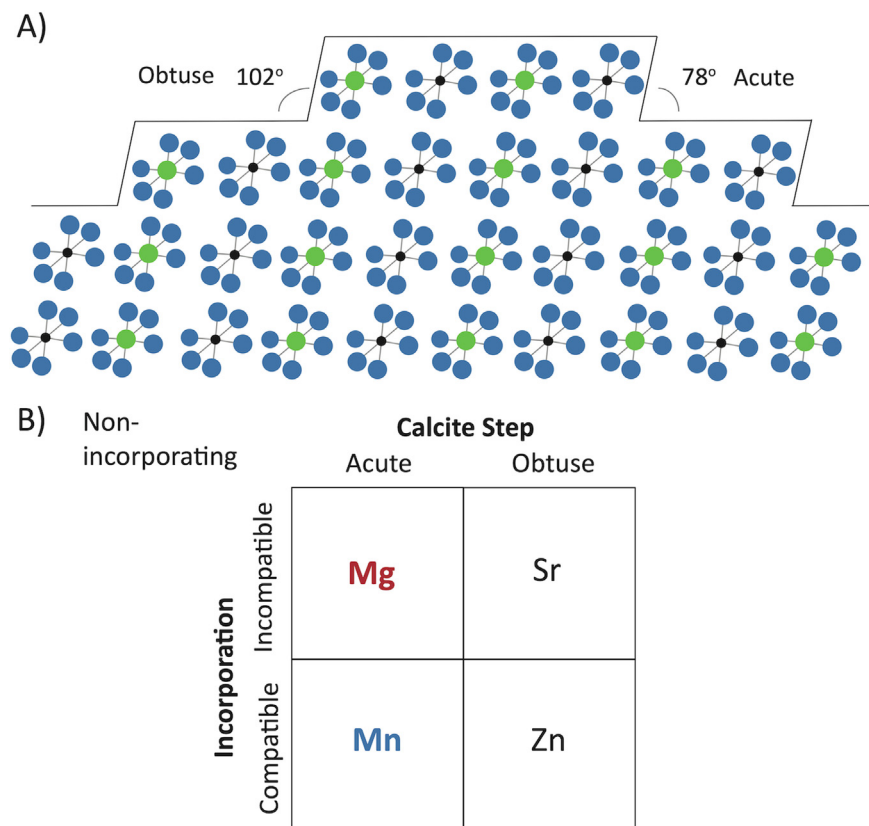 A)
Obtuse 102° 78° Acute
B) Non-
incorporating
Calcite Step
Acute Obtuse
Incorporation
Incompatible
Mg Sr
Compatible
Mn Zn